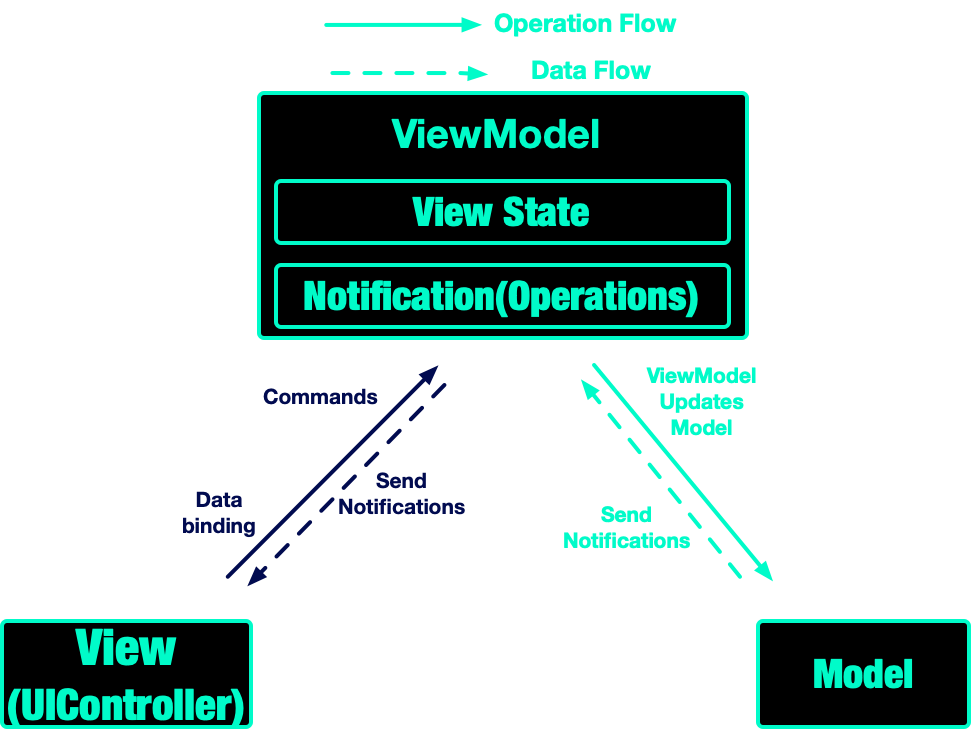 Operation Flow
Data Flow
ViewModel
View State
Notification(Operations)
Commands
Data
binding
Send
Notifications
ViewModel
Updates
Model
Send
Notifications
View
(UIController)
Model